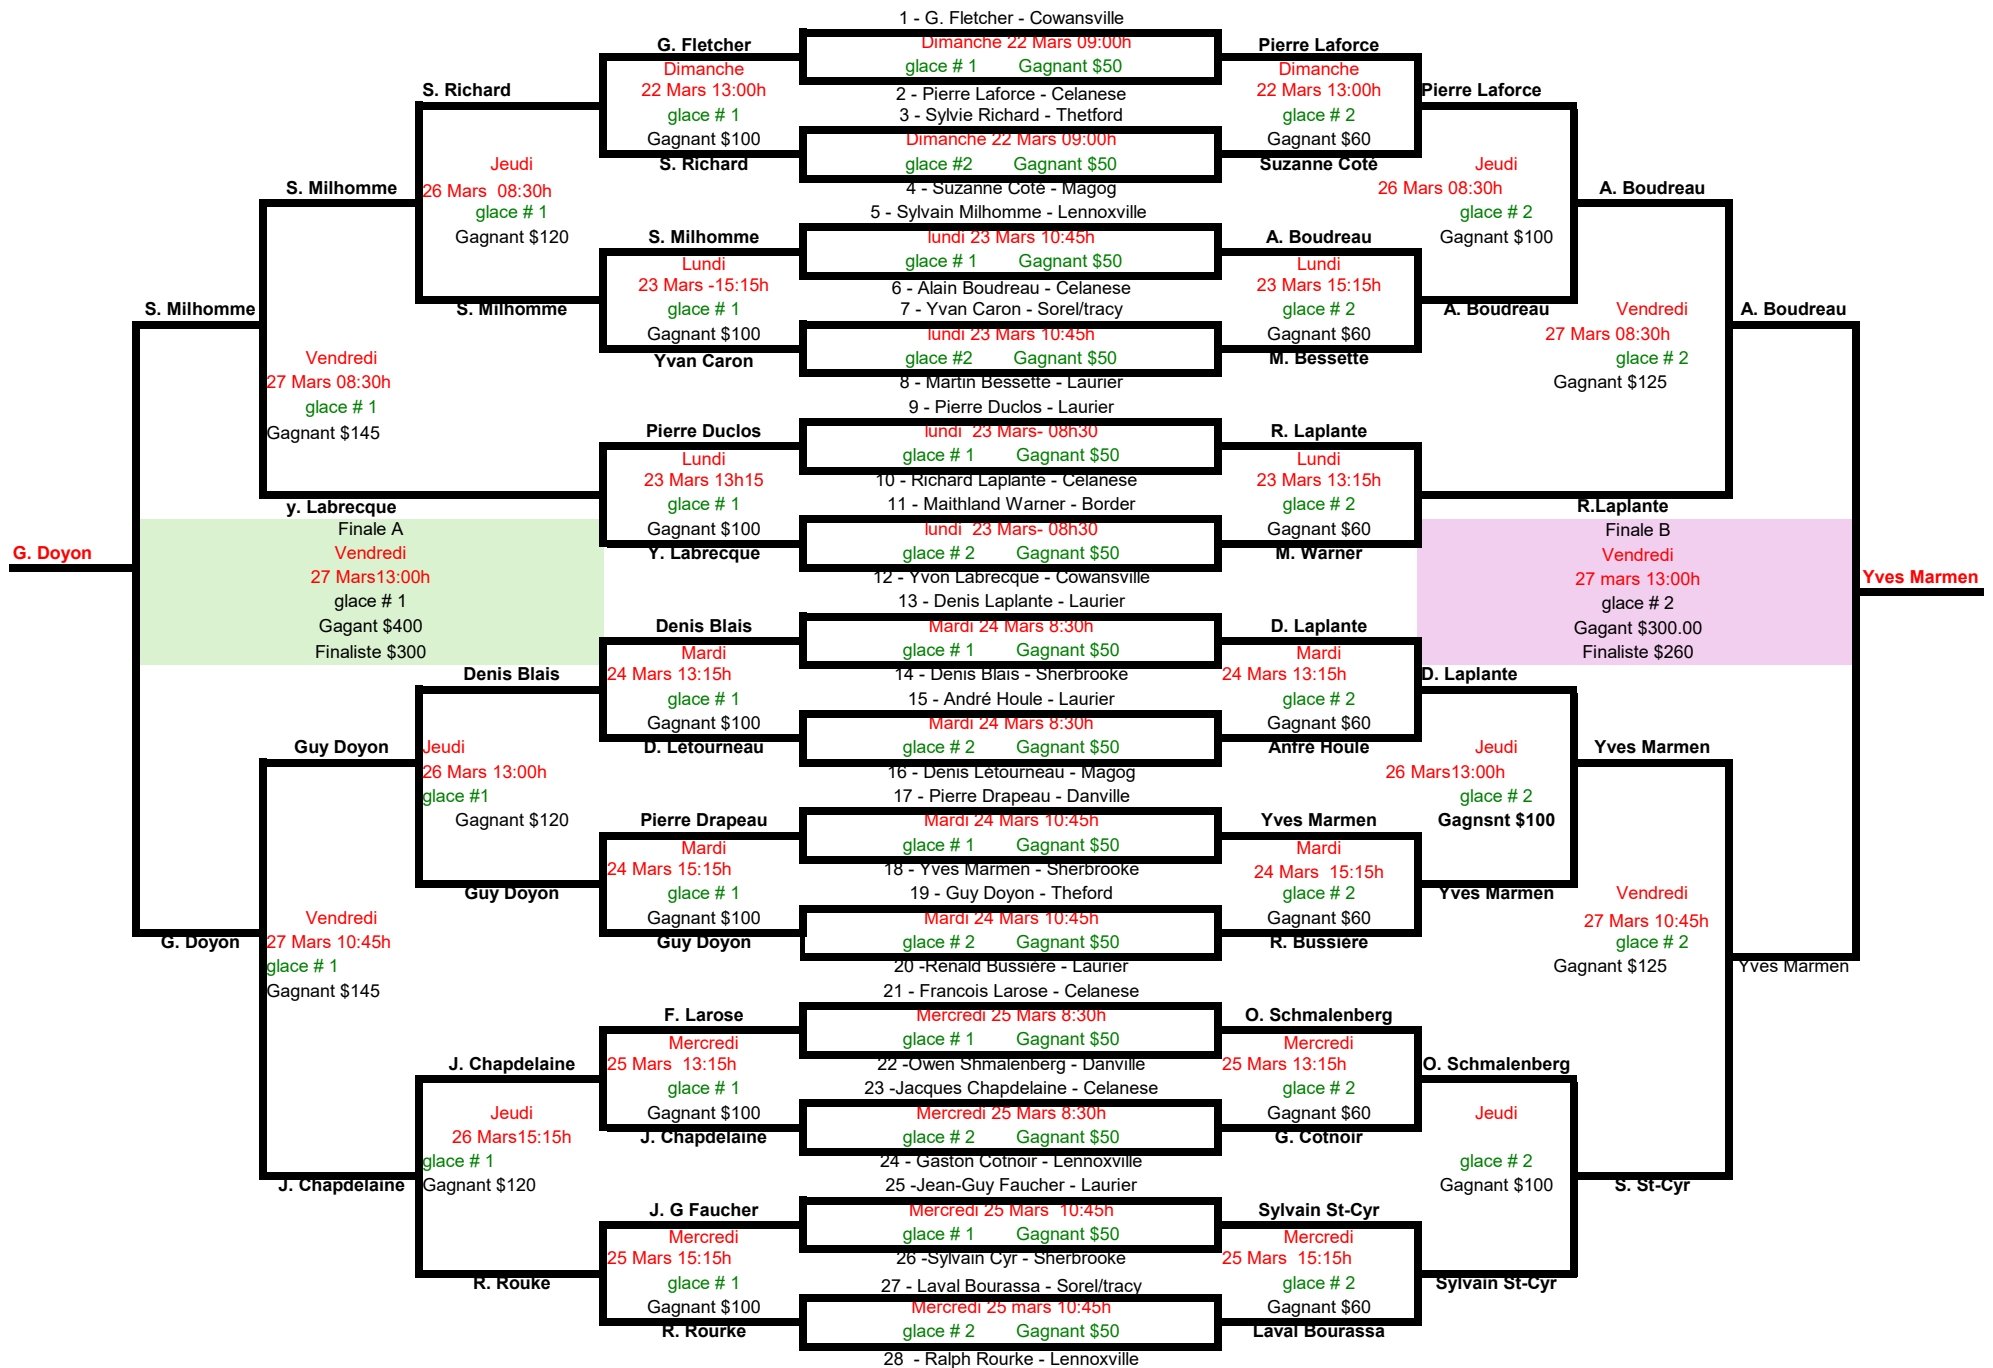 1 - G. Fletcher - Cowansville
G. Fletcher
Dimanche 22 Mars 09:00h
Pierre Laforce
Dimanche
glace # 1 Gagnant $50
Dimanche
S. Richard
22 Mars 13:00h
2 - Pierre Laforce - Celanese
22 Mars 13:00h
Pierre Laforce
glace # 1
3 - Sylvie Richard - Thetford
glace # 2
Gagnant $100
Dimanche 22 Mars 09:00h
Gagnant $60
Jeudi
S. Richard
glace #2 Gagnant $50
Suzanne Coté
Jeudi
S. Milhomme
26 Mars 08:30h
4 - Suzanne Coté - Magog
26 Mars 08:30h
A. Boudreau
glace # 1
5 - Sylvain Milhomme - Lennoxville
glace # 2
Gagnant $120
S. Milhomme
lundi 23 Mars 10:45h
A. Boudreau
Gagnant $100
Lundi
glace # 1 Gagnant $50
Lundi
23 Mars -15:15h
6 - Alain Boudreau - Celanese
23 Mars 15:15h
S. Milhomme
S. Milhomme
glace # 1
7 - Yvan Caron - Sorel/tracy
glace # 2
A. Boudreau
Vendredi
A. Boudreau
Gagnant $100
lundi 23 Mars 10:45h
Gagnant $60
27 Mars 08:30h
Vendredi
Yvan Caron
glace #2 Gagnant $50
M. Bessette
glace # 2
27 Mars 08:30h
8 - Martin Bessette - Laurier
Gagnant $125
glace # 1
9 - Pierre Duclos - Laurier
Gagnant $145
Pierre Duclos
lundi 23 Mars- 08h30
R. Laplante
Lundi
glace # 1 Gagnant $50
Lundi
23 Mars 13h15
10 - Richard Laplante - Celanese
23 Mars 13:15h
y. Labrecque
glace # 1
11 - Maithland Warner - Border
glace # 2
R.Laplante
Finale A
Gagnant $100
lundi 23 Mars- 08h30
Gagnant $60
Finale B
G. Doyon
Vendredi
Y. Labrecque
glace # 2 Gagnant $50
M. Warner
Vendredi
27 Mars13:00h
12 - Yvon Labrecque - Cowansville
27 mars 13:00h
Yves Marmen
glace # 1
13 - Denis Laplante - Laurier
glace # 2
Gagant $400
Denis Blais
Mardi 24 Mars 8:30h
D. Laplante
Gagant $300.00
Finaliste $300
Mardi
glace # 1 Gagnant $50
Mardi
Finaliste $260
Denis Blais
24 Mars 13:15h
14 - Denis Blais - Sherbrooke
24 Mars 13:15h
D. Laplante
glace # 1
15 - André Houle - Laurier
glace # 2
Gagnant $100
Mardi 24 Mars 8:30h
Gagnant $60
Guy Doyon
Jeudi
D. Letourneau
glace # 2 Gagnant $50
Anfre Houle
Jeudi
Yves Marmen
26 Mars 13:00h
16 - Denis Létourneau - Magog
26 Mars13:00h
glace #1
17 - Pierre Drapeau - Danville
glace # 2
Gagnant $120
Pierre Drapeau
Mardi 24 Mars 10:45h
Yves Marmen
Gagnsnt $100
Mardi
glace # 1 Gagnant $50
Mardi
24 Mars 15:15h
18 - Yves Marmen - Sherbrooke
24 Mars 15:15h
Guy Doyon
glace # 1
19 - Guy Doyon - Theford
glace # 2
Yves Marmen
Vendredi
Vendredi
Gagnant $100
Mardi 24 Mars 10:45h
Gagnant $60
27 Mars 10:45h
G. Doyon
27 Mars 10:45h
Guy Doyon
glace # 2 Gagnant $50
R. Bussière
glace # 2
glace # 1
20 -Renald Bussière - Laurier
Gagnant $125
Yves Marmen
Gagnant $145
21 - Francois Larose - Celanese
F. Larose
Mercredi 25 Mars 8:30h
O. Schmalenberg
Mercredi
glace # 1 Gagnant $50
Mercredi
J. Chapdelaine
25 Mars 13:15h
22 -Owen Shmalenberg - Danville
25 Mars 13:15h
O. Schmalenberg
glace # 1
23 -Jacques Chapdelaine - Celanese
glace # 2
Jeudi
Gagnant $100
Mercredi 25 Mars 8:30h
Gagnant $60
Jeudi
26 Mars15:15h
J. Chapdelaine
glace # 2 Gagnant $50
G. Cotnoir
glace # 1
24 - Gaston Cotnoir - Lennoxville
glace # 2
J. Chapdelaine
Gagnant $120
25 -Jean-Guy Faucher - Laurier
Gagnant $100
S. St-Cyr
J. G Faucher
Mercredi 25 Mars 10:45h
Sylvain St-Cyr
Mercredi
glace # 1 Gagnant $50
Mercredi
25 Mars 15:15h
26 -Sylvain Cyr - Sherbrooke
25 Mars 15:15h
R. Rouke
glace # 1
27 - Laval Bourassa - Sorel/tracy
glace # 2
Sylvain St-Cyr
Gagnant $100
Mercredi 25 mars 10:45h
Gagnant $60
R. Rourke
glace # 2 Gagnant $50
Laval Bourassa
28 - Ralph Rourke - Lennoxville